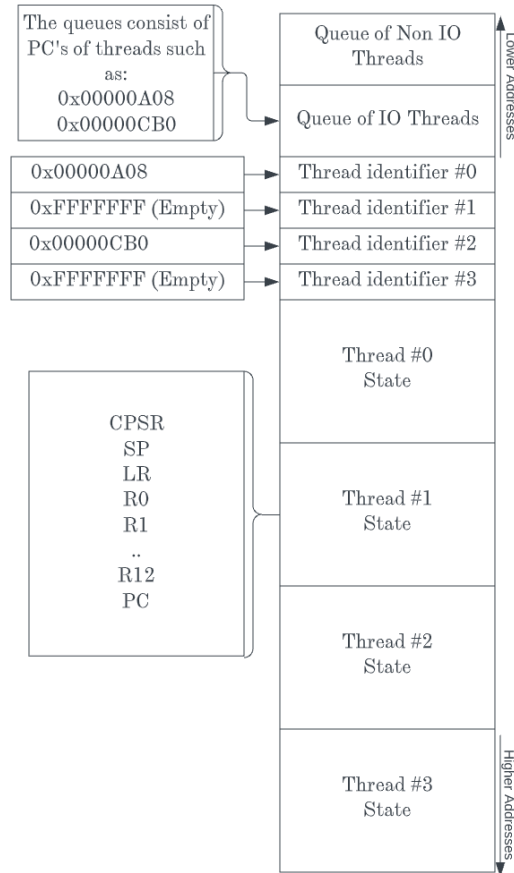 The queues consist of
PC's of threads such
as:
0x00000A08
0x00000CB0
Queue of Non IO
Threads
Queue of IO Threads
Lower Addresses
0x00000A08
Thread identifier #0
0xFFFFFFFF (Empty)
Thread identifier #1
0x00000CB0
Thread identifier #2
0xFFFFFFFF (Empty)
Thread identifier #3
Thread #0
State
CPSR
SP
LR
R0
R1
..
R12
PC
Thread #1
State
Thread #2
State
Thread #3
State
Higher Addresses